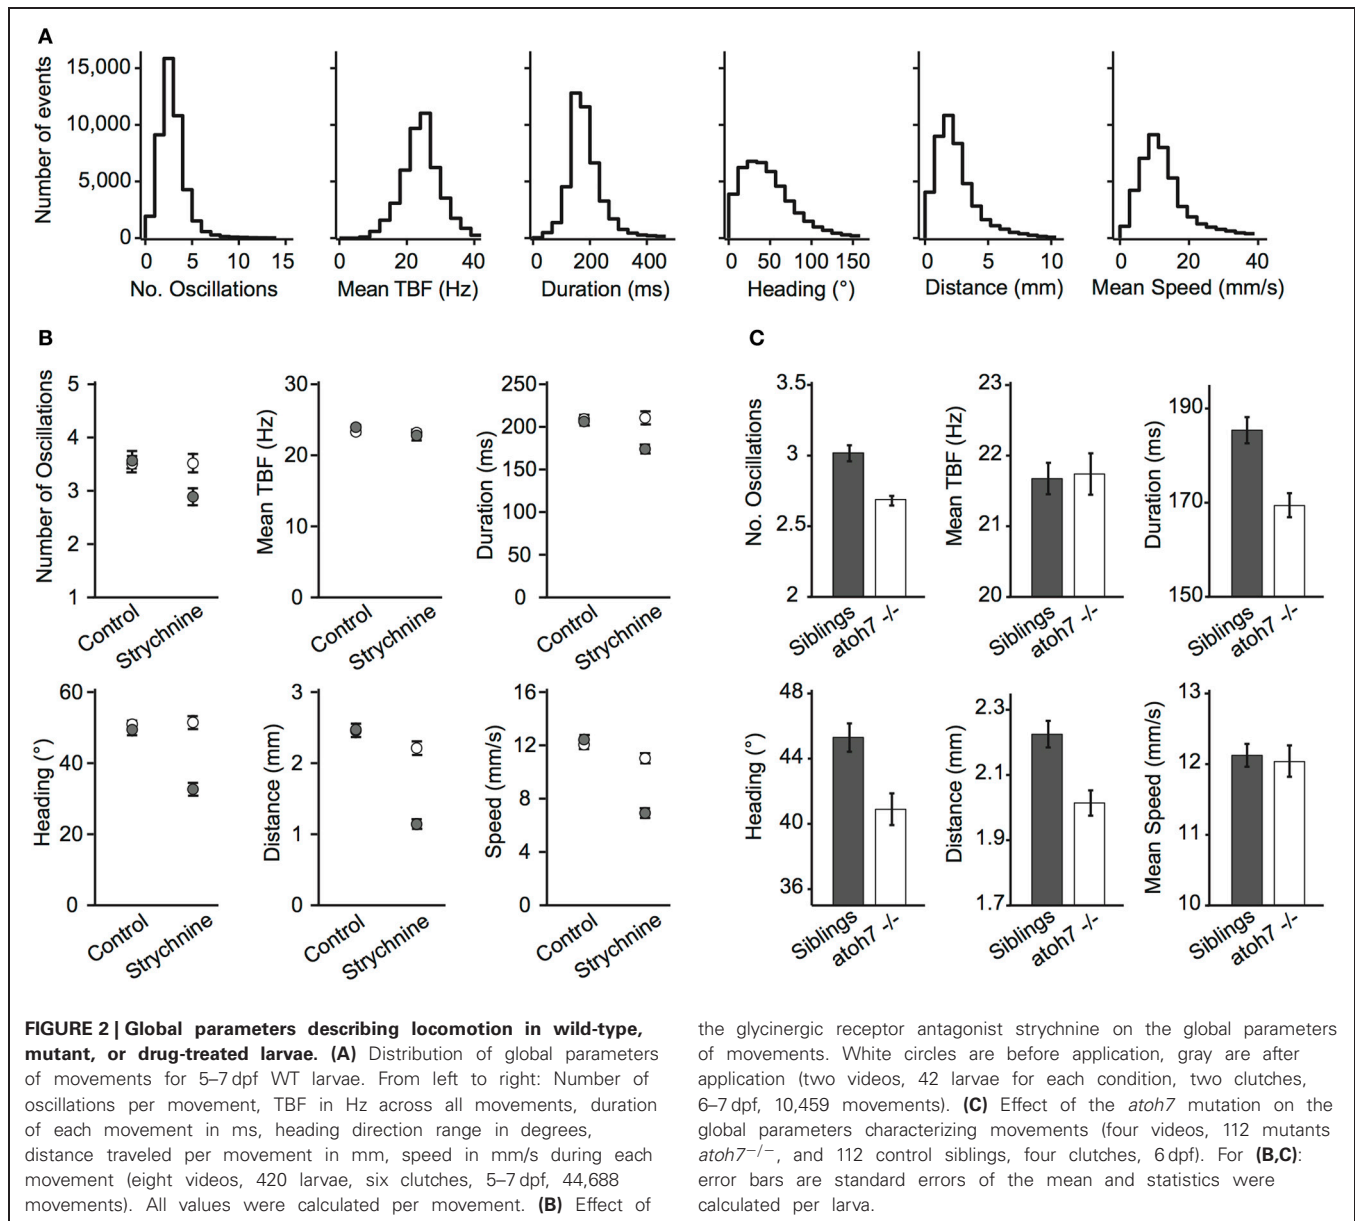 A
Number of events
15,000
10,000
5,000
0
0 5 10 15
No. Oscillations
0 20 40
Mean TBF (Hz)
0 200 400
Duration (ms)
0 50 100 150
Heading (°)
0 5 10
Distance (mm)
0 20 40
Mean Speed (mm/s)
B
Number of Oscillations
5
4
3
2
1
Control
Strychnine
Mean TBF (Hz)
30
20
10
0
Duration (ms)
250
200
150
100
50
0
Control
Strychnine
Heading (°)
60
40
20
0
Control
Strychnine
Distance (mm)
3
2
1
0
Control
Strychnine
Speed (mm/s)
16
12
8
4
0
Control
Strychnine
C
No. Oscillations
3.5
3
2.5
2
Siblings
atoh7 -/-
Mean TBF (Hz)
23
22
21
20
Siblings
atoh7 -/-
Duration (ms)
190
170
150
Siblings
atoh7 -/-
Heading (°)
48
44
40
36
Siblings
atoh7 -/-
Distance (mm)
2.3
2.1
1.9
1.7
Siblings
atoh7 -/-
Mean Speed (mm/s)
13
12
11
10
Siblings
atoh7 -/-
FIGURE 2 | Global parameters describing locomotion in wild-type,
mutant, or drug-treated larvae. (A) Distribution of global parameters
of movements for 5–7 dpf WT larvae. From left to right: Number of
oscillations per movement, TBF in Hz across all movements, duration
of each movement in ms, heading direction range in degrees,
distance traveled per movement in mm, speed in mm/s during each
movement (eight videos, 420 larvae, six clutches, 5–7 dpf, 44,688
movements). All values were calculated per movement. (B) Effect of
the glycinergic receptor antagonist strychnine on the global parameters
of movements. White circles are before application, gray are after
application (two videos, 42 larvae for each condition, two clutches,
6–7 dpf, 10,459 movements). (C) Effect of the atoh7 mutation on the
global parameters characterizing movements (four videos, 112 mutants
atoh7−/−, and 112 control siblings, four clutches, 6 dpf). For (B,C):
error bars are standard errors of the mean and statistics were
calculated per larva.